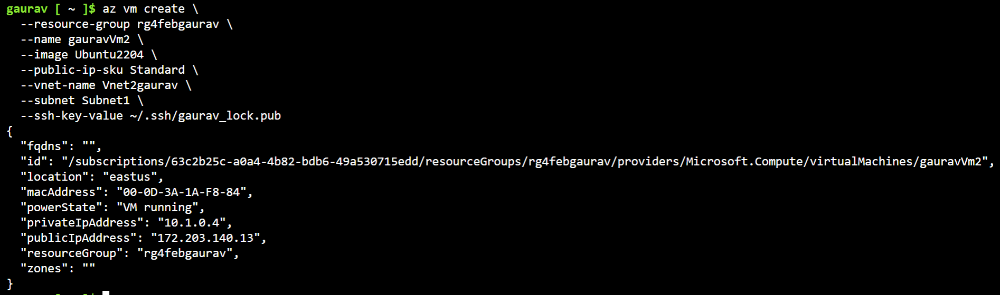 gaurav [ ~ ]$ az vm create \
  --resource-group rg4febgaurav \
  --name gauravVm2 \
  --image Ubuntu2204 \
  --public-ip-sku Standard \
  --vnet-name Vnet2gaurav \
  --subnet Subnet1 \
  --ssh-key-value ~/.ssh/gaurav_lock.pub
{
  "fqdns": "",
  "id": "/subscriptions/63c2b25c-a0a4-4b82-bdb6-49a530715edd/resourceGroups/rg4febgaurav/providers/Microsoft.Compute/virtualMachines/gauravVm2",
  "location": "eastus",
  "macAddress": "00-0D-3A-1A-F8-84",
  "powerState": "VM running",
  "privateIpAddress": "10.1.0.4",
  "publicIpAddress": "172.203.140.13",
  "resourceGroup": "rg4febgaurav",
  "zones": ""
}